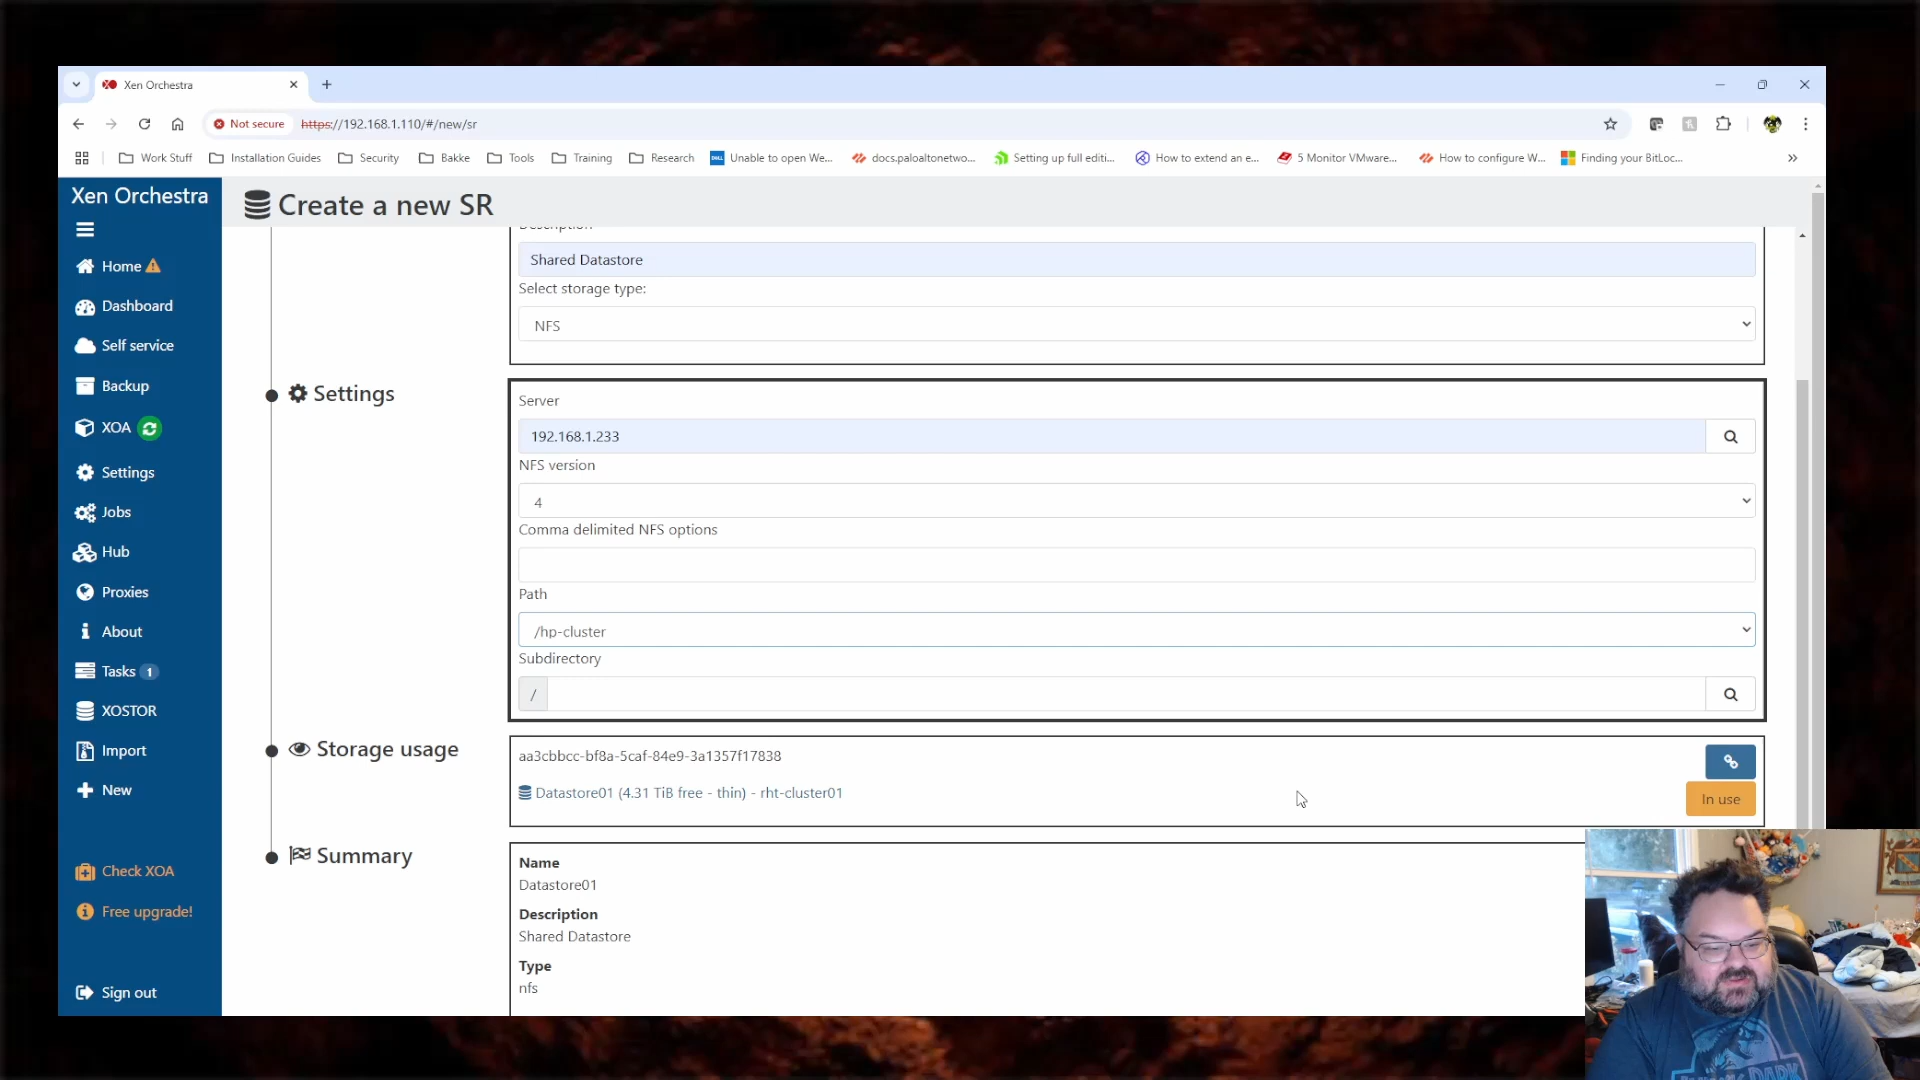 Xen Orchestra
Not secure https://192.168.1.110/#/new/sr
Work Stuff Installation Guides Security Bakke Tools Training Research Unable to open We... docs.paloaltonetwo... Setting up full editi... How to extend an e... 5 Monitor VMware... How to configure W... Finding your BitLoc...
Xen Orchestra
Home
Dashboard
Self service
Backup
XOA
Settings
Jobs
Hub
Proxies
About
Tasks 1
XOSTOR
Import
New
Check XOA
Free upgrade!
Sign out
Create a new SR
Description
Shared Datastore
Select storage type:
NFS
Settings
Server
192.168.1.233
NFS version
4
Comma delimited NFS options
Path
/hp-cluster
Subdirectory
/
Storage usage
aa3cbbcc-bf8a-5caf-84e9-3a1357f17838
Datastore01 (4.31 TiB free - thin) - rht-cluster01
In use
Summary
Name
Datastore01
Description
Shared Datastore
Type
nfs